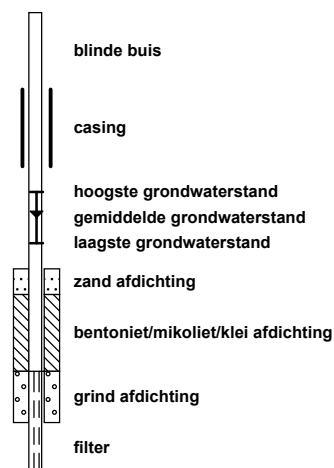 blinde buis
casing
hoogste grondwaterstand
gemiddelde grondwaterstand
laagste grondwaterstand
zand afdichting
bentoniet/mikoliet/klei afdichting
grind afdichting
filter